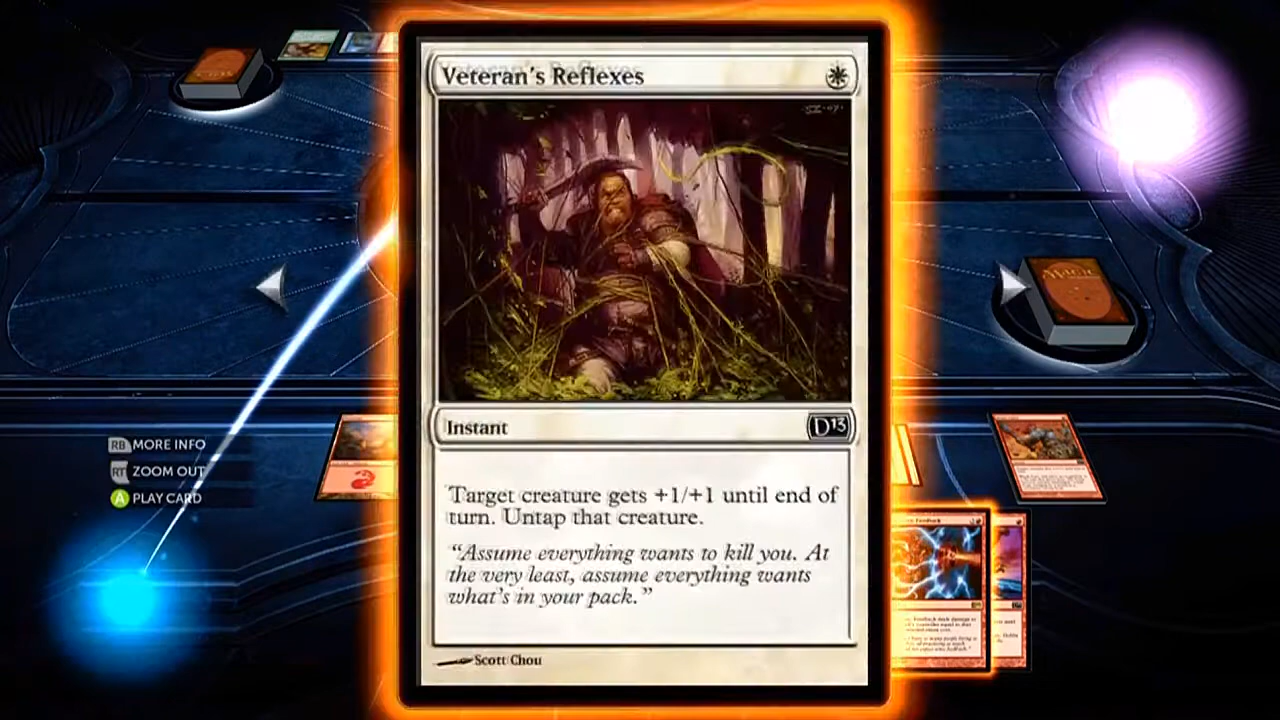 Veteran's Reflexes
Instant
D13
Target creature gets +1/+1 until end of
turn. Untap that creature.
"Assume everything wants to kill you. At
the very least, assume everything wants
what's in your pack."
Scott Chou
RB MORE INFO
RT ZOOM OUT
A PLAY CARD
MAGIC
Feedback